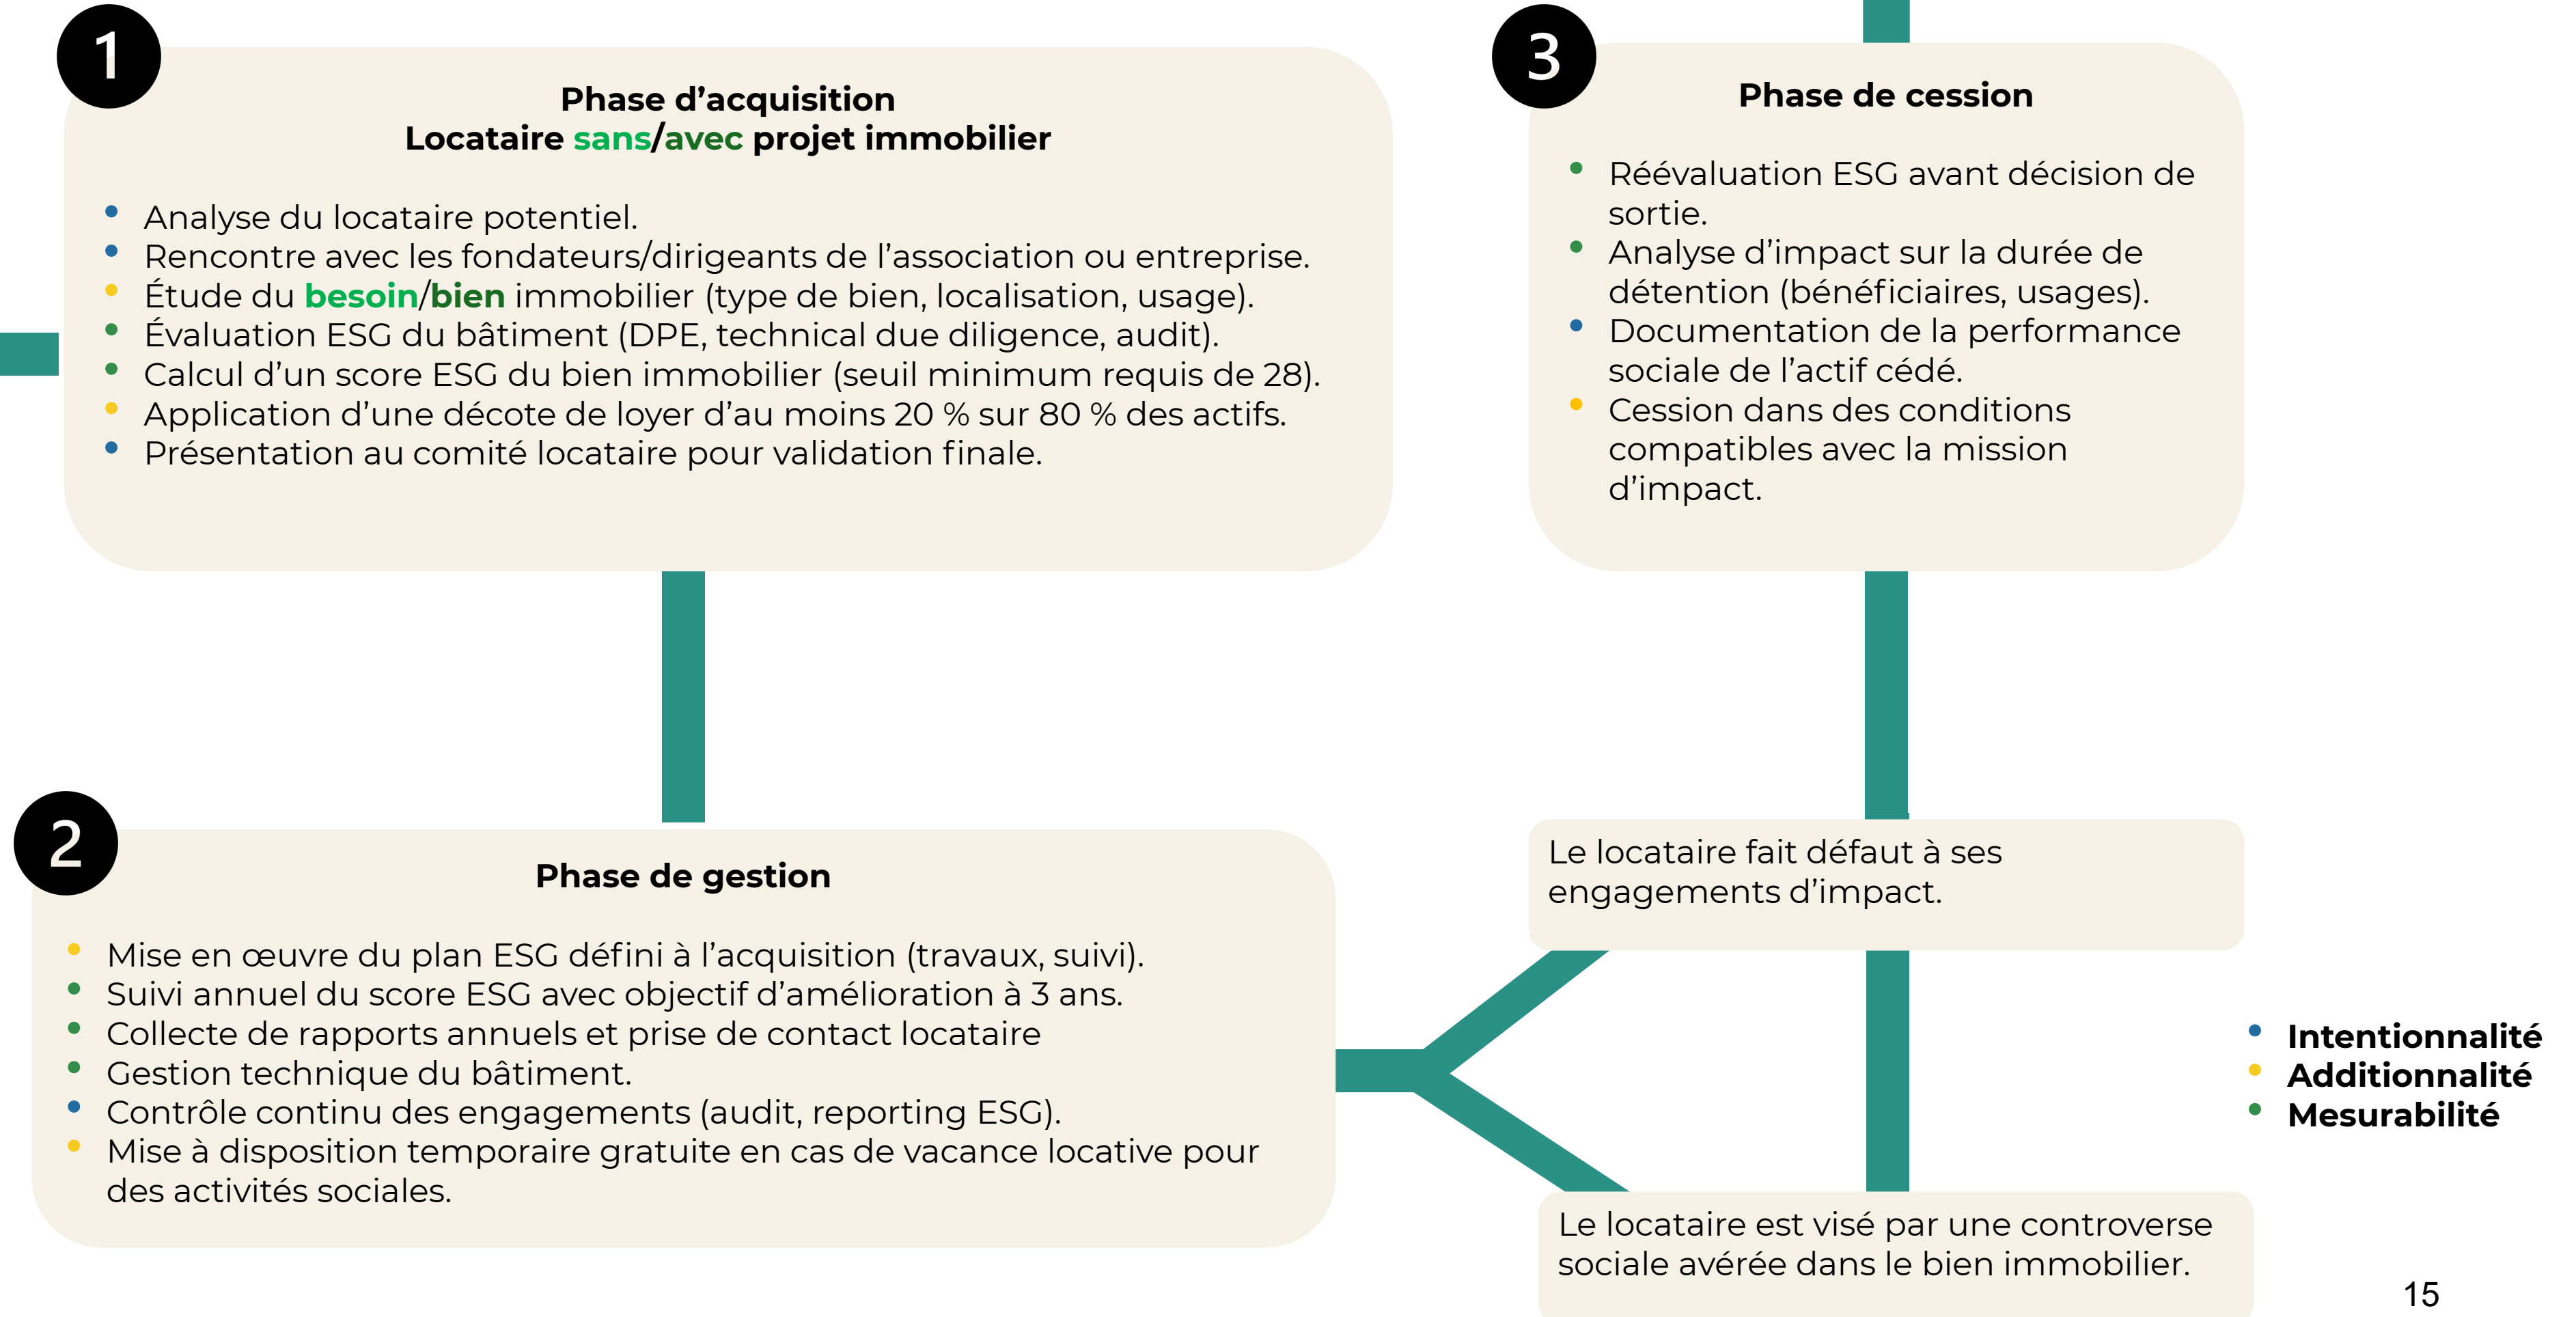 1
Phase d’acquisition
Locataire sans/avec projet immobilier
• Analyse du locataire potentiel.
• Rencontre avec les fondateurs/dirigeants de l’association ou entreprise.
• Étude du besoin/bien immobilier (type de bien, localisation, usage).
• Évaluation ESG du bâtiment (DPE, technical due diligence, audit).
• Calcul d’un score ESG du bien immobilier (seuil minimum requis de 28).
• Application d’une décote de loyer d’au moins 20 % sur 80 % des actifs.
• Présentation au comité locataire pour validation finale.
2
Phase de gestion
• Mise en œuvre du plan ESG défini à l’acquisition (travaux, suivi).
• Suivi annuel du score ESG avec objectif d’amélioration à 3 ans.
• Collecte de rapports annuels et prise de contact locataire
• Gestion technique du bâtiment.
• Contrôle continu des engagements (audit, reporting ESG).
• Mise à disposition temporaire gratuite en cas de vacance locative pour
des activités sociales.
3
Phase de cession
• Réévaluation ESG avant décision de
sortie.
• Analyse d’impact sur la durée de
détention (bénéficiaires, usages).
• Documentation de la performance
sociale de l’actif cédé.
• Cession dans des conditions
compatibles avec la mission
d’impact.
Le locataire fait défaut à ses
engagements d’impact.
Le locataire est visé par une controverse
sociale avérée dans le bien immobilier.
• Intentionnalité
• Additionnalité
• Mesurabilité
15